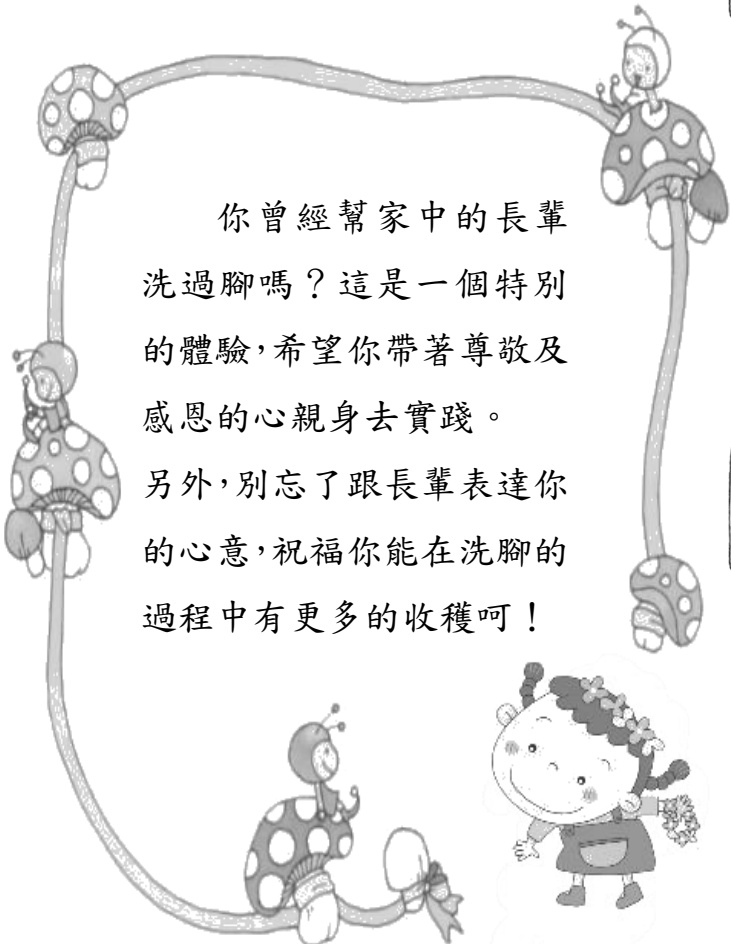 你曾經幫家中的長輩
洗過腳嗎？這是一個特別
的體驗，希望你帶著尊敬及
感恩的心親身去實踐。
另外，別忘了跟長輩表達你
的心意，祝福你能在洗腳的
過程中有更多的收穫呵！